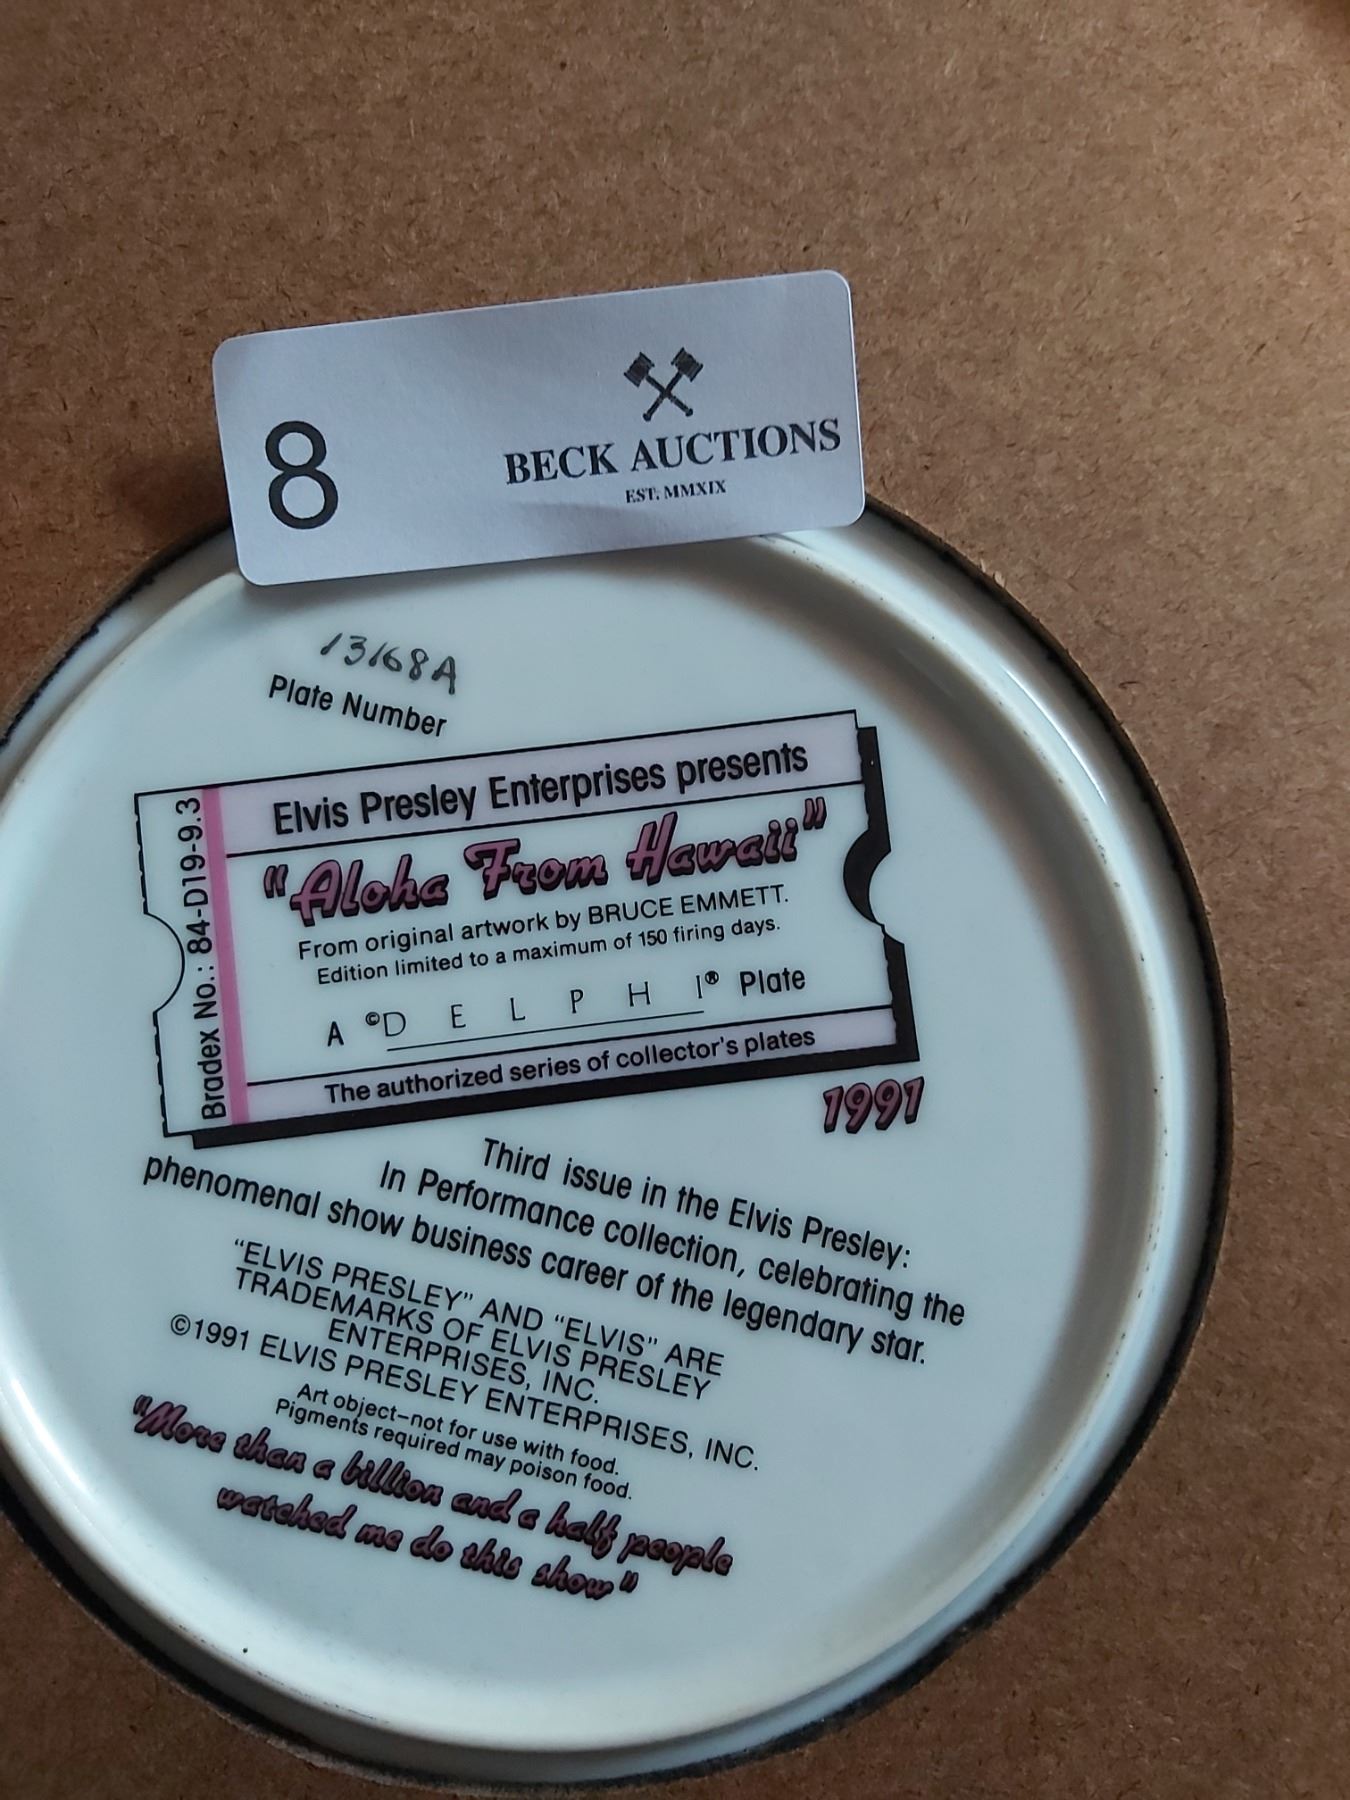 8
BECK AUCTIONS
EST. MMXIX
13168A
Plate Number
Bradex No.: 84-D19-9.3
Elvis Presley Enterprises presents
"Aloha From Hawaii"
From original artwork by BRUCE EMMETT.
Edition limited to a maximum of 150 firing days.
A ©DELPHI® Plate
The authorized series of collector's plates
1991
Third issue in the Elvis Presley:
In Performance collection, celebrating the
phenomenal show business career of the legendary star.
"ELVIS PRESLEY" AND "ELVIS" ARE
TRADEMARKS OF ELVIS PRESLEY
ENTERPRISES, INC.
©1991 ELVIS PRESLEY ENTERPRISES, INC.
Art object–not for use with food.
Pigments required may poison food.
"More than a billion and a half people
watched me do this show"